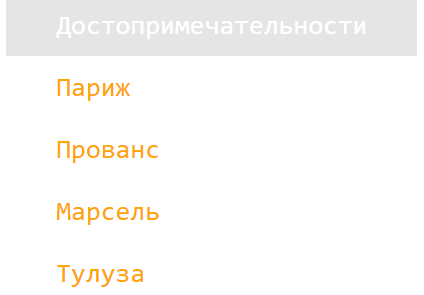 Достопримечательности
Париж
Прованс
Марсель
Тулуза